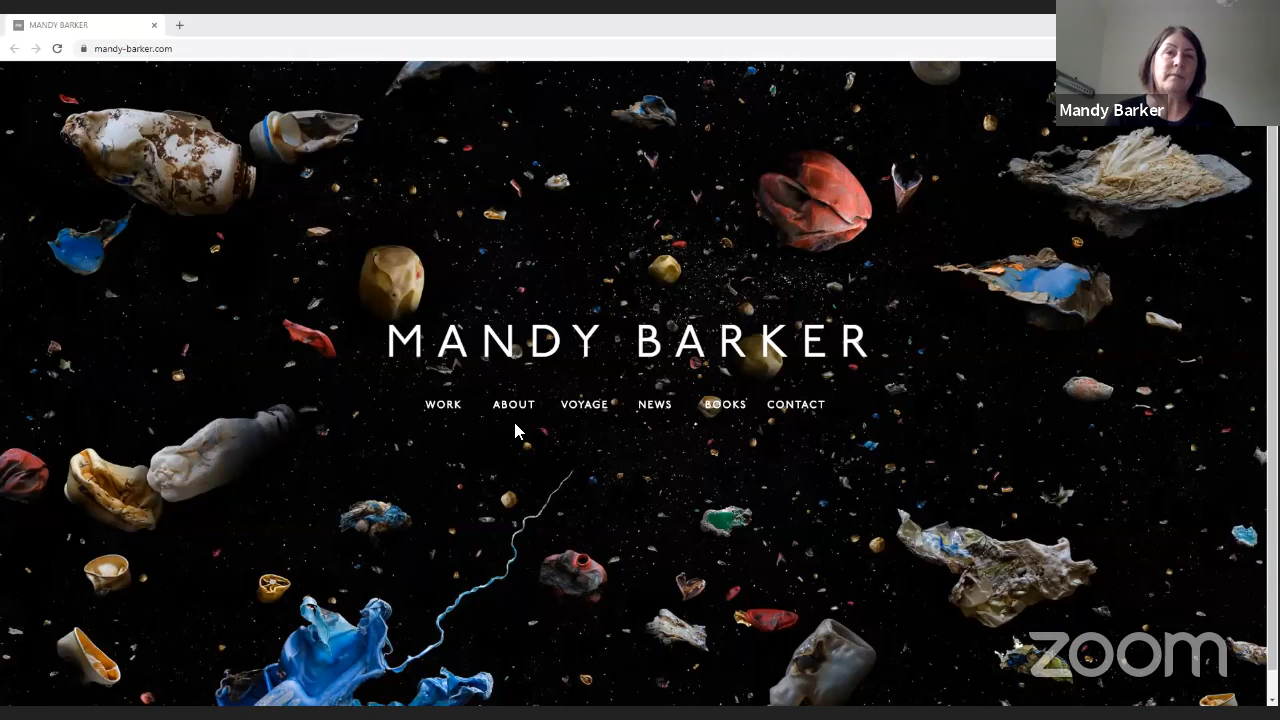 MANDY BARKER
mandy-barker.com
Mandy Barker
MANDY BARKER
WORK ABOUT VOYAGE NEWS BOOKS CONTACT
zoom